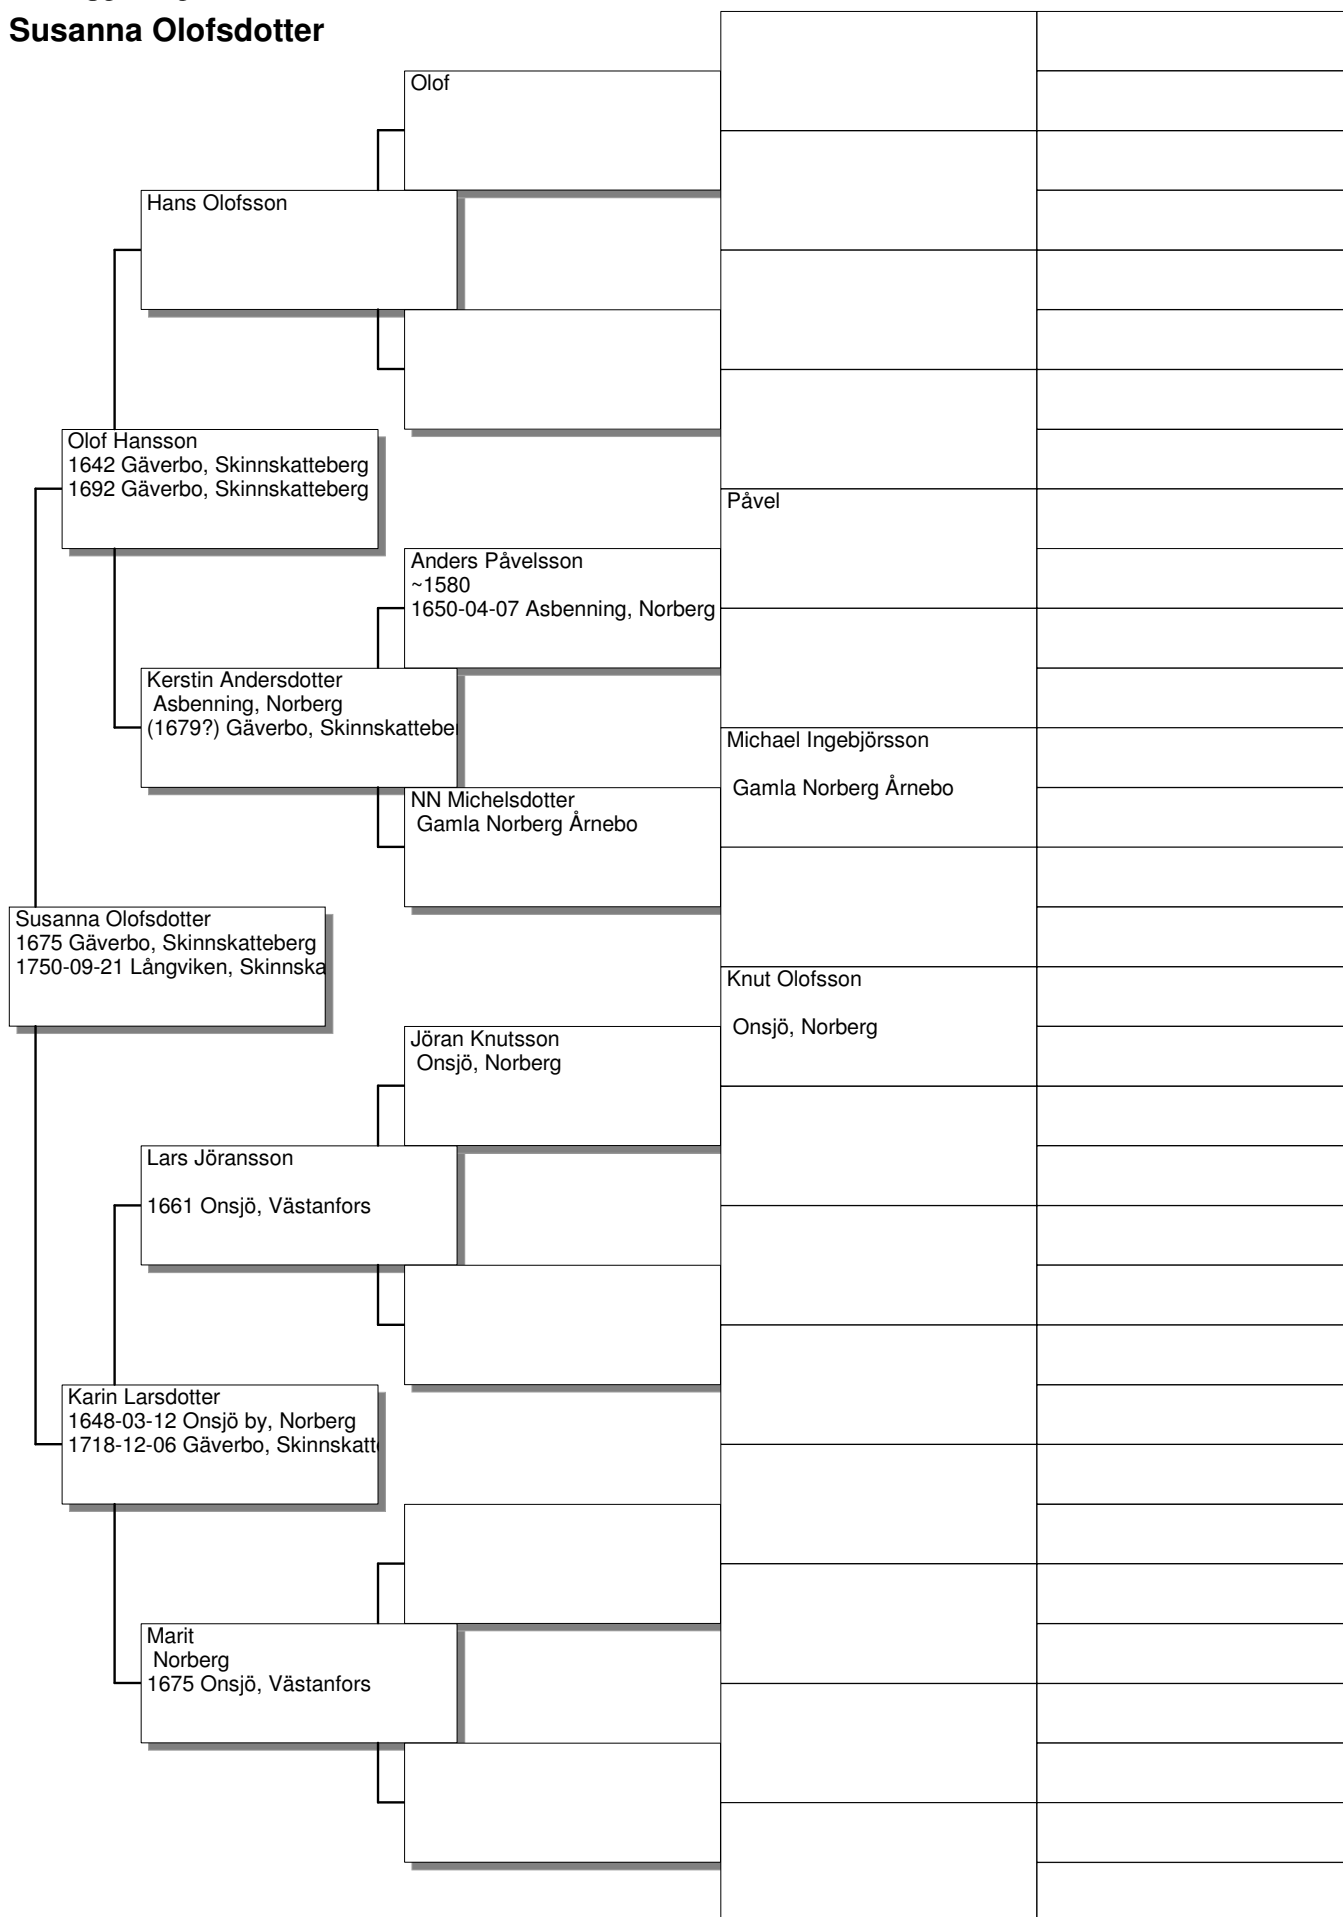 Susanna Olofsdotter
Olof
Hans Olofsson
Olof Hansson
1642 Gäverbo, Skinnskatteberg
1692 Gäverbo, Skinnskatteberg
Påvel
Anders Påvelsson
~1580
1650-04-07 Asbenning, Norberg
Kerstin Andersdotter
Asbenning, Norberg
(1679?) Gäverbo, Skinnskatteber
Michael Ingebjörsson
Gamla Norberg Årnebo
NN Michelsdotter
Gamla Norberg Årnebo
Susanna Olofsdotter
1675 Gäverbo, Skinnskatteberg
1750-09-21 Långviken, Skinnska
Knut Olofsson
Onsjö, Norberg
Jöran Knutsson
Onsjö, Norberg
Lars Jöransson
1661 Onsjö, Västanfors
Karin Larsdotter
1648-03-12 Onsjö by, Norberg
1718-12-06 Gäverbo, Skinnskatte
Marit
Norberg
1675 Onsjö, Västanfors